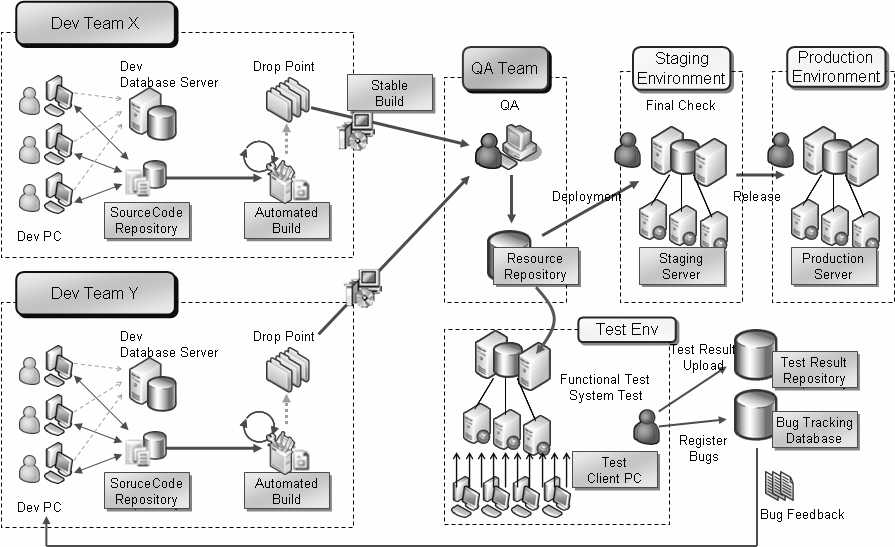 Dev Team X
Dev
Database Server
Drop Point
SourceCode
Repository
Automated
Build
Dev PC
Stable
Build
QA Team
QA
Resource
Repository
Deployment
Staging
Environment
Final Check
Staging
Server
Release
Production
Environment
Production
Server
Dev Team Y
Dev
Database Server
Drop Point
SoruceCode
Repository
Automated
Build
Dev PC
Test Env
Functional Test
System Test
Test
Client PC
Test Result
Upload
Test Result
Repository
Register
Bugs
Bug Tracking
Database
Bug Feedback